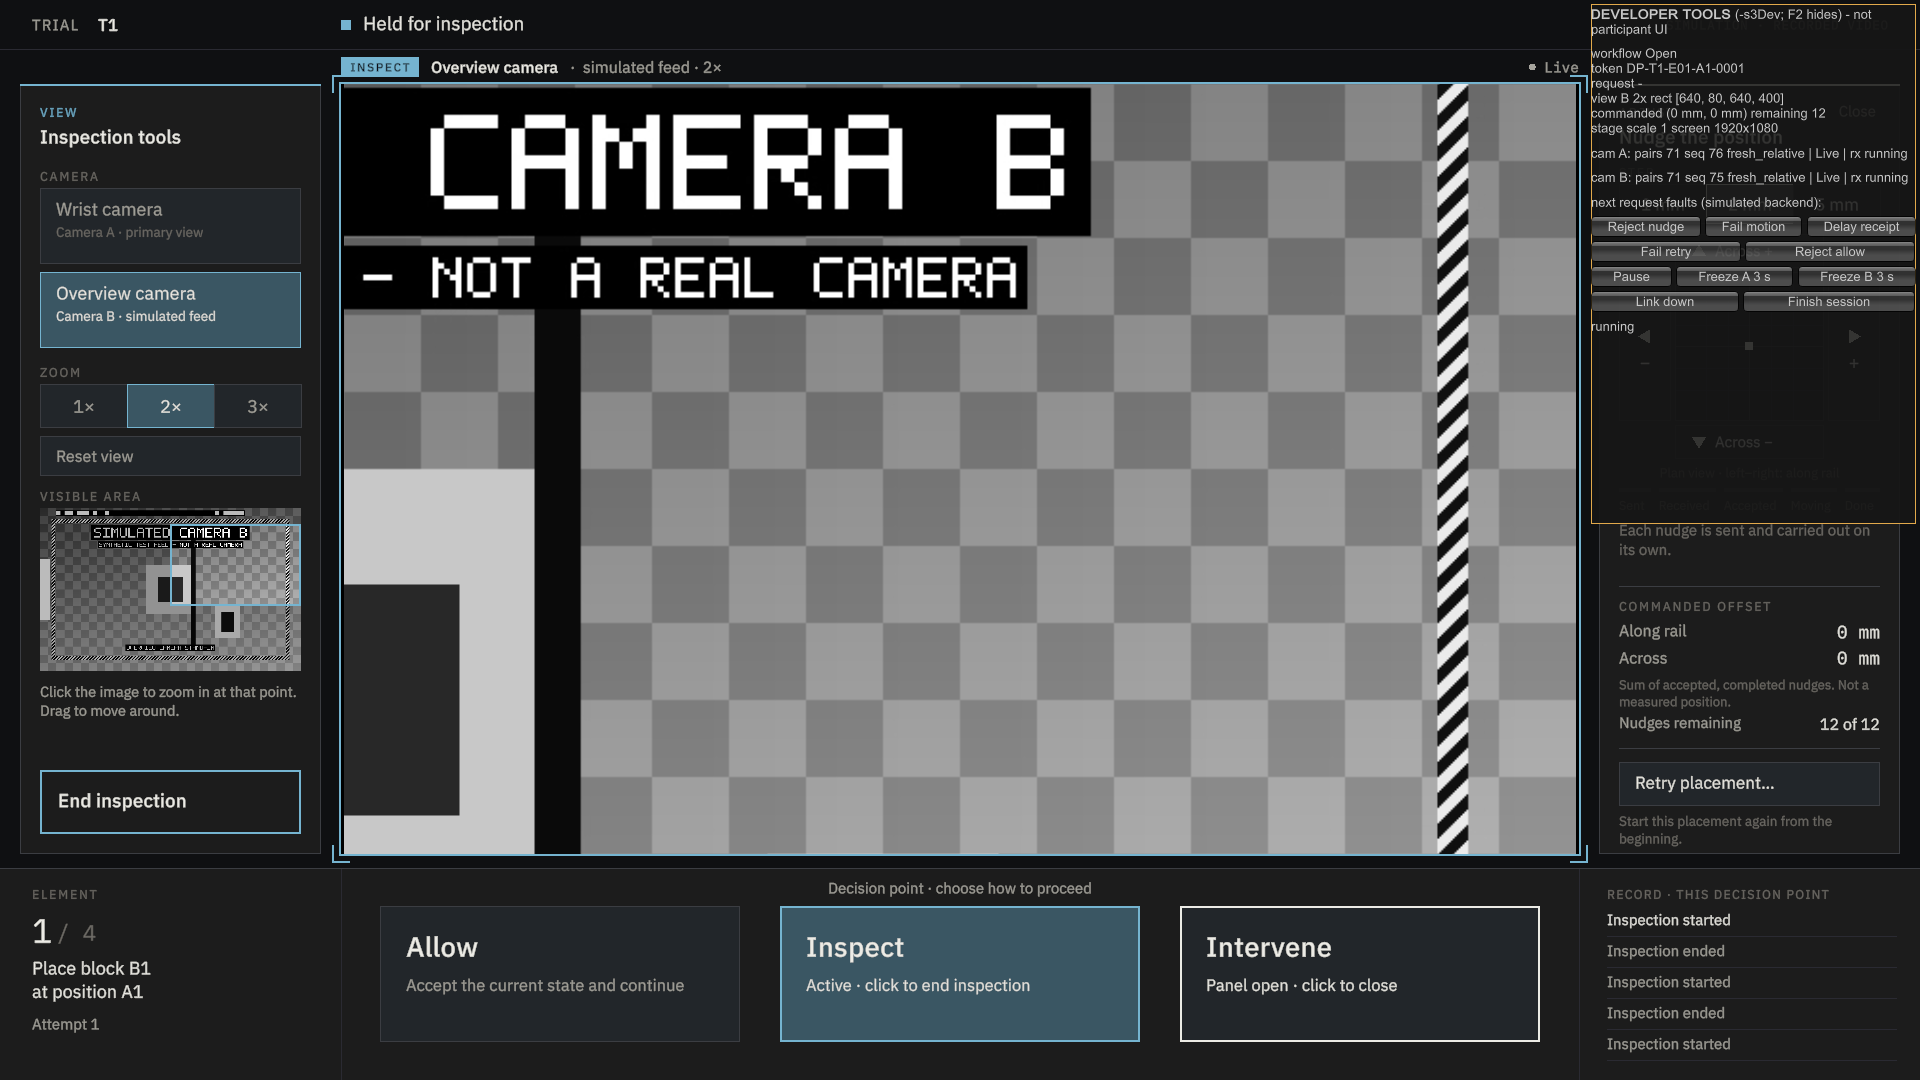 TRIAL T1
Held for inspection
INSPECT Overview camera · simulated feed · 2×
Live
VIEW
Inspection tools
CAMERA
Wrist camera
Camera A · primary view
Overview camera
Camera B · simulated feed
ZOOM
1× 2× 3×
Reset view
VISIBLE AREA
SIMULATED CAMERA B
Click the image to zoom in at that point.
Drag to move around.
End inspection
CAMERA B
- NOT A REAL CAMERA
DEVELOPER TOOLS (-s3Dev; F2 hides) - not
participant UI
workflow Open
token DP-T1-E01-A1-0001
request -
view B 2x rect [640, 80, 640, 400]
commanded (0 mm, 0 mm) remaining 12
stage scale 1 screen 1920x1080
Close
Nudge the position
cam A: pairs 71 seq 76 fresh_relative | Live | rx running
cam B: pairs 71 seq 75 fresh_relative | Live | rx running
next request faults (simulated backend):
Reject nudge Fail motion Delay receipt
Fail retry Reject allow
Pause Freeze A 3 s Freeze B 3 s
Link down Finish session
running
− +
Across −
Each nudge is sent and carried out on
its own.
COMMANDED OFFSET
Along rail 0 mm
Across 0 mm
Sum of accepted, completed nudges. Not a
measured position.
Nudges remaining 12 of 12
Retry placement...
Start this placement again from the
beginning.
ELEMENT
1 / 4
Place block B1
at position A1
Attempt 1
Decision point · choose how to proceed
Allow
Accept the current state and continue
Inspect
Active · click to end inspection
Intervene
Panel open · click to close
RECORD · THIS DECISION POINT
Inspection started
Inspection ended
Inspection started
Inspection ended
Inspection started